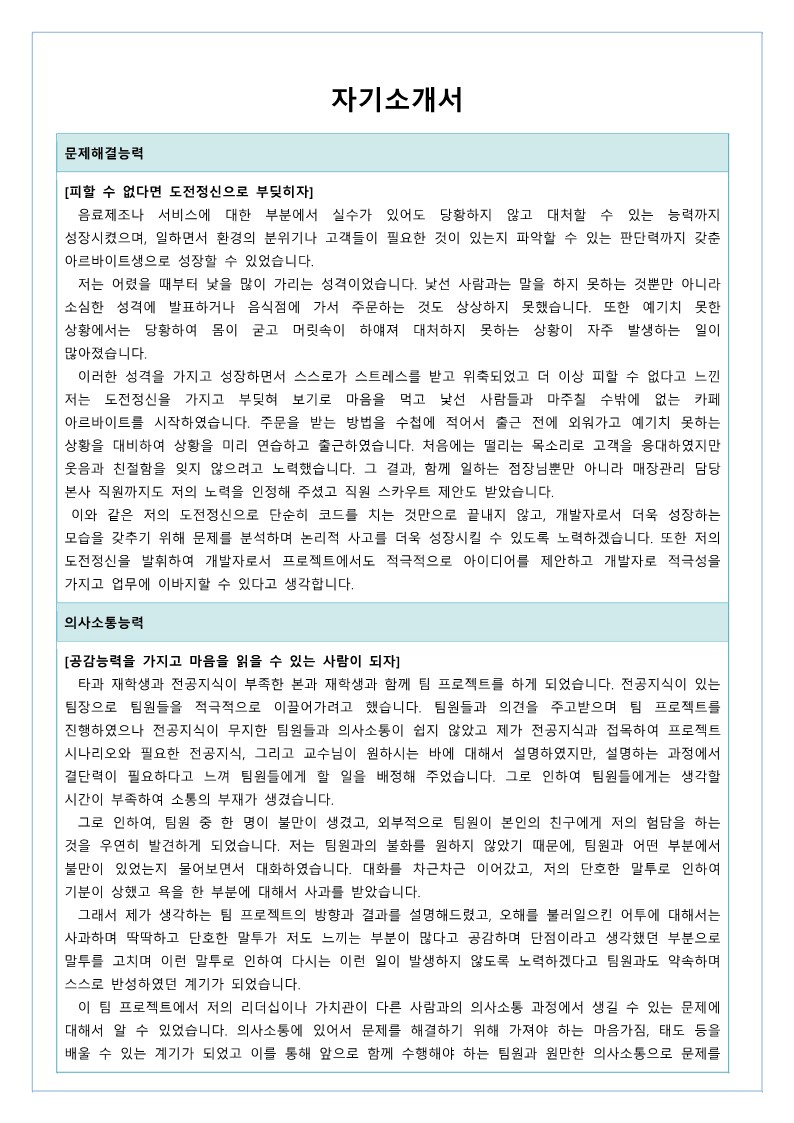 자기소개서
문제해결능력
[피할 수 없다면 도전정신으로 부딪히자]
음료제조나 서비스에 대한 부분에서 실수가 있어도 당황하지 않고 대처할 수 있는 능력까지
성장시켰으며, 일하면서 환경의 분위기나 고객들이 필요한 것이 있는지 파악할 수 있는 판단력까지 갖춘
아르바이트생으로 성장할 수 있었습니다.
저는 어렸을 때부터 낯을 많이 가리는 성격이었습니다. 낯선 사람과는 말을 하지 못하는 것뿐만 아니라
소심한 성격에 발표하거나 음식점에 가서 주문하는 것도 상상하지 못했습니다. 또한 예기치 못한
상황에서는 당황하여 몸이 굳고 머릿속이 하얘져 대처하지 못하는 상황이 자주 발생하는 일이
많아졌습니다.
이러한 성격을 가지고 성장하면서 스스로가 스트레스를 받고 위축되었고 더 이상 피할 수 없다고 느낀
저는 도전정신을 가지고 부딪혀 보기로 마음을 먹고 낯선 사람들과 마주칠 수밖에 없는 카페
아르바이트를 시작하였습니다. 주문을 받는 방법을 수첩에 적어서 출근 전에 외워가고 예기치 못하는
상황을 대비하여 상황을 미리 연습하고 출근하였습니다. 처음에는 떨리는 목소리로 고객을 응대하였지만
웃음과 친절함을 잊지 않으려고 노력했습니다. 그 결과, 함께 일하는 점장님뿐만 아니라 매장관리 담당
본사 직원까지도 저의 노력을 인정해 주셨고 직원 스카우트 제안도 받았습니다.
이와 같은 저의 도전정신으로 단순히 코드를 치는 것만으로 끝내지 않고, 개발자로서 더욱 성장하는
모습을 갖추기 위해 문제를 분석하며 논리적 사고를 더욱 성장시킬 수 있도록 노력하겠습니다. 또한 저의
도전정신을 발휘하여 개발자로서 프로젝트에서도 적극적으로 아이디어를 제안하고 개발자로 적극성을
가지고 업무에 이바지할 수 있다고 생각합니다.
의사소통능력
[공감능력을 가지고 마음을 읽을 수 있는 사람이 되자]
타과 재학생과 전공지식이 부족한 본과 재학생과 함께 팀 프로젝트를 하게 되었습니다. 전공지식이 있는
팀장으로 팀원들을 적극적으로 이끌어가려고 했습니다. 팀원들과 의견을 주고받으며 팀 프로젝트를
진행하였으나 전공지식이 무지한 팀원들과 의사소통이 쉽지 않았고 제가 전공지식과 접목하여 프로젝트
시나리오와 필요한 전공지식, 그리고 교수님이 원하시는 바에 대해서 설명하였지만, 설명하는 과정에서
결단력이 필요하다고 느껴 팀원들에게 할 일을 배정해 주었습니다. 그로 인하여 팀원들에게는 생각할
시간이 부족하여 소통의 부재가 생겼습니다.
그로 인하여, 팀원 중 한 명이 불만이 생겼고, 외부적으로 팀원이 본인의 친구에게 저의 험담을 하는
것을 우연히 발견하게 되었습니다. 저는 팀원과의 불화를 원하지 않았기 때문에, 팀원과 어떤 부분에서
불만이 있었는지 물어보면서 대화하였습니다. 대화를 차근차근 이어갔고, 저의 단호한 말투로 인하여
기분이 상했고 욕을 한 부분에 대해서 사과를 받았습니다.
그래서 제가 생각하는 팀 프로젝트의 방향과 결과를 설명해드렸고, 오해를 불러일으킨 어투에 대해서는
사과하며 딱딱하고 단호한 말투가 저도 느끼는 부분이 많다고 공감하며 단점이라고 생각했던 부분으로
말투를 고치며 이런 말투로 인하여 다시는 이런 일이 발생하지 않도록 노력하겠다고 팀원과도 약속하며
스스로 반성하였던 계기가 되었습니다.
이 팀 프로젝트에서 저의 리더십이나 가치관이 다른 사람과의 의사소통 과정에서 생길 수 있는 문제에
대해서 알 수 있었습니다. 의사소통에 있어서 문제를 해결하기 위해 가져야 하는 마음가짐, 태도 등을
배울 수 있는 계기가 되었고 이를 통해 앞으로 함께 수행해야 하는 팀원과 원만한 의사소통으로 문제를